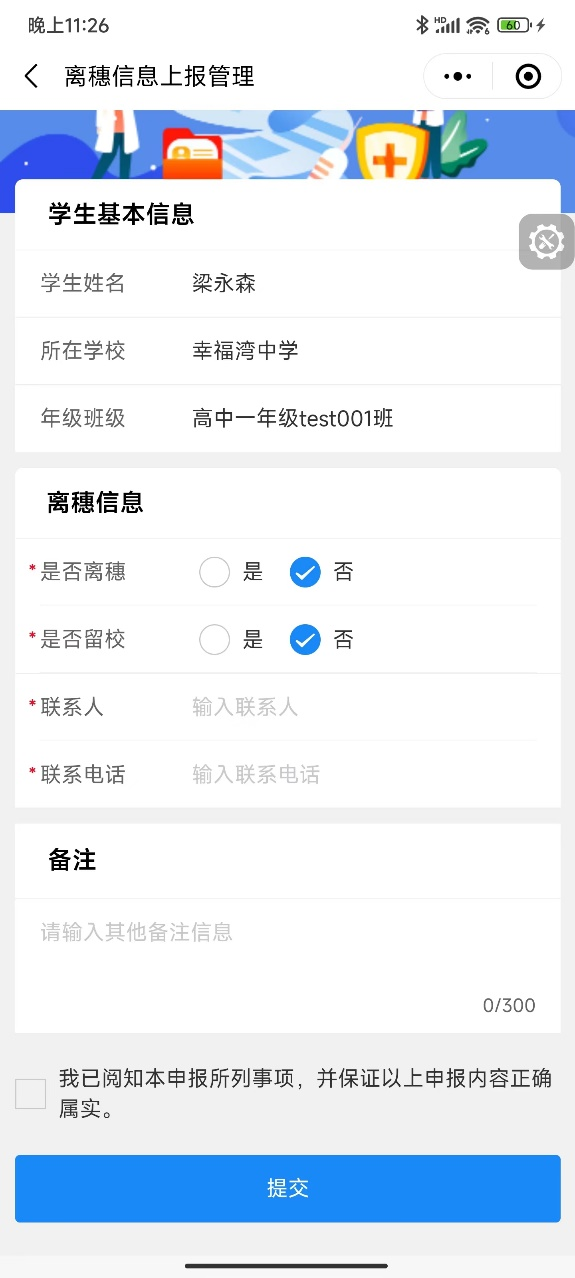 晚上11:26
HD
6
60
离穗信息上报管理
学生基本信息
学生姓名 梁永森
所在学校 幸福湾中学
年级班级 高中一年级test001班
离穗信息
*是否离穗 是 否
*是否留校 是 否
*联系人 输入联系人
*联系电话 输入联系电话
备注
请输入其他备注信息
0/300
我已阅知本申报所列事项，并保证以上申报内容正确
属实。
提交